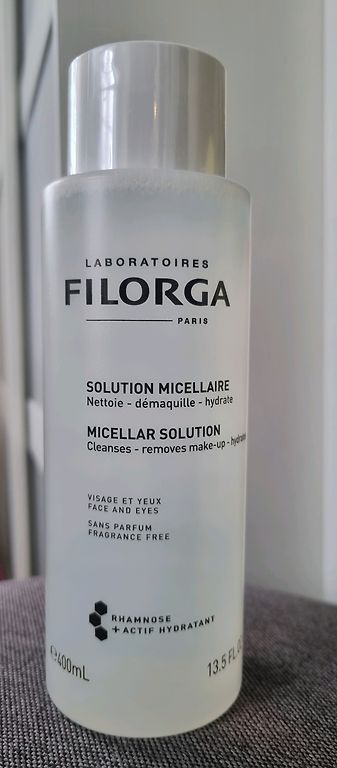 LABORATOIRES
FILORGA
PARIS
SOLUTION MICELLAIRE
Nettoie - démaquille - hydrate
MICELLAR SOLUTION
Cleanses - removes make-up - hydrate
VISAGE ET YEUX
FACE AND EYES
SANS PARFUM
FRAGRANCE FREE
RHAMNOSE
+ ACTIF HYDRATANT
℮400mL
13.5 FL.O